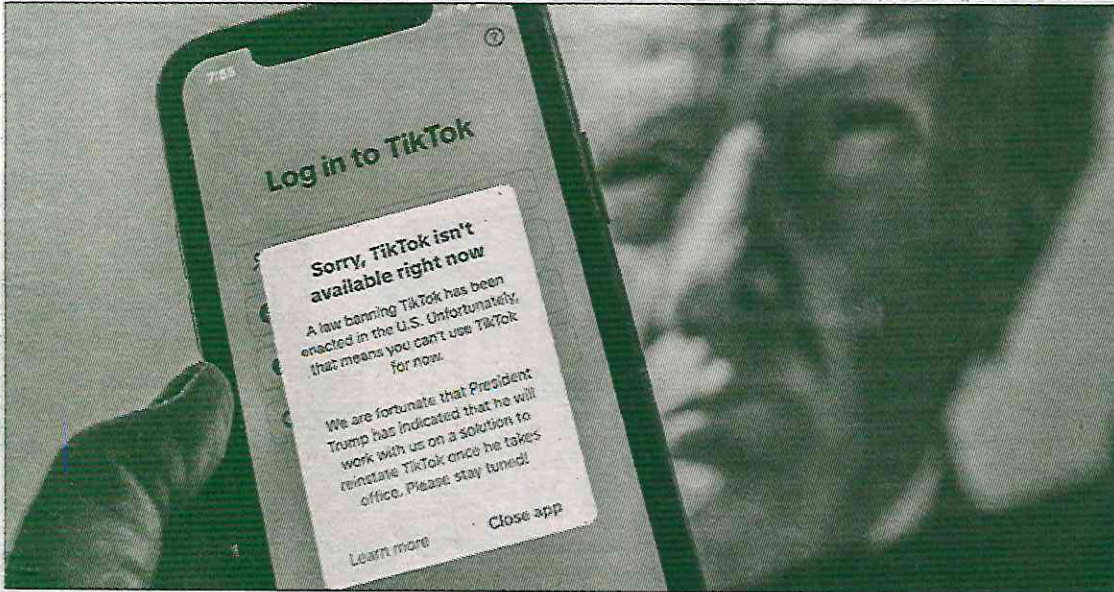 7:55
?
Log in to TikTok
Sorry, TikTok isn't
available right now
A law banning TikTok has been
enacted in the U.S. Unfortunately,
that means you can't use TikTok
for now.
We are fortunate that President
Trump has indicated that he will
work with us on a solution to
reinstate TikTok once he takes
office. Please stay tuned!
Learn more
Close app